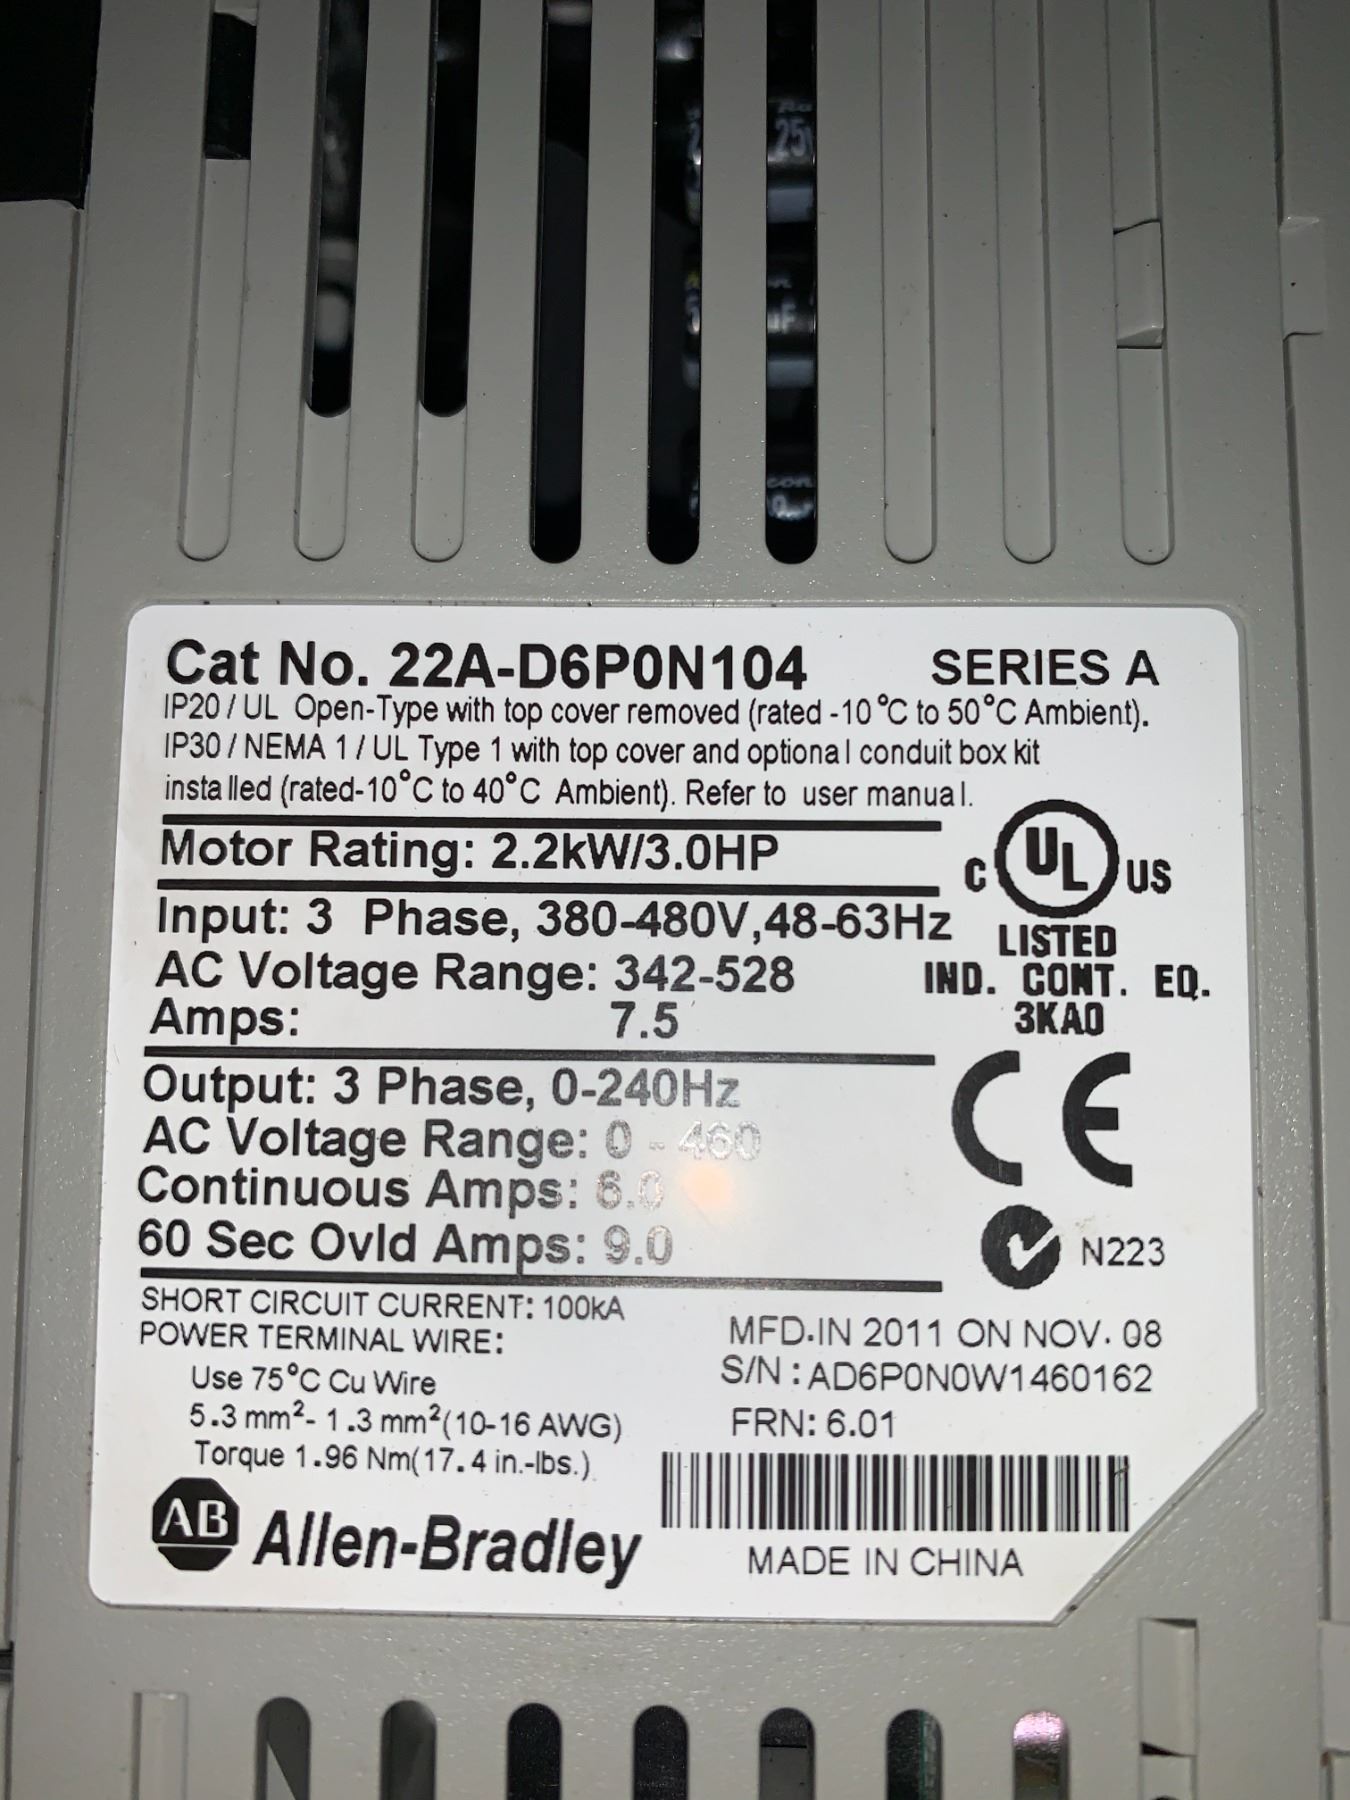 25
Cat No. 22A-D6P0N104 SERIES A
IP20 / UL Open-Type with top cover removed (rated -10°C to 50°C Ambient).
IP30 / NEMA 1 / UL Type 1 with top cover and optional conduit box kit
installed (rated-10°C to 40°C Ambient). Refer to user manual.
Motor Rating: 2.2kW/3.0HP
C UL US
Input: 3 Phase, 380-480V,48-63Hz
LISTED
AC Voltage Range: 342-528
IND. CONT. EQ.
Amps: 7.5
3KA0
Output: 3 Phase, 0-240Hz
CE
AC Voltage Range: 0 - 460
Continuous Amps: 6.0
60 Sec Ovld Amps: 9.0
N223
SHORT CIRCUIT CURRENT: 100kA
POWER TERMINAL WIRE:
MFD.IN 2011 ON NOV. 08
Use 75°C Cu Wire
S/N : AD6P0N0W1460162
5.3 mm²- 1.3 mm²(10-16 AWG)
FRN: 6.01
Torque 1.96 Nm(17.4 in.-lbs.)
AB Allen-Bradley
MADE IN CHINA